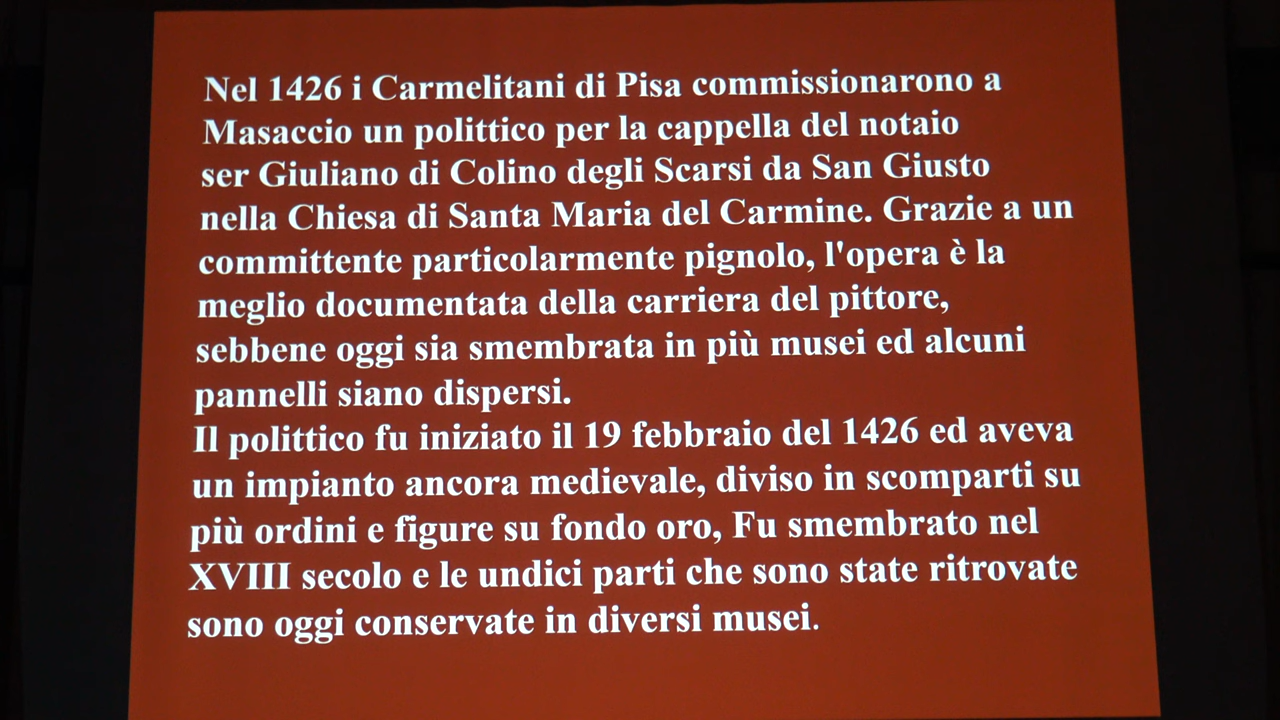 Nel 1426 i Carmelitani di Pisa commissionarono a
Masaccio un polittico per la cappella del notaio
ser Giuliano di Colino degli Scarsi da San Giusto
nella Chiesa di Santa Maria del Carmine. Grazie a un
committente particolarmente pignolo, l'opera è la
meglio documentata della carriera del pittore,
sebbene oggi sia smembrata in più musei ed alcuni
pannelli siano dispersi.
Il polittico fu iniziato il 19 febbraio del 1426 ed aveva
un impianto ancora medievale, diviso in scomparti su
più ordini e figure su fondo oro, Fu smembrato nel
XVIII secolo e le undici parti che sono state ritrovate
sono oggi conservate in diversi musei.